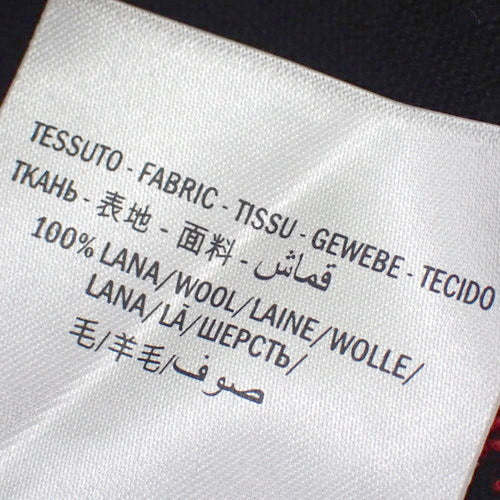 TESSUTO - FABRIC - TISSU - GEWEBE - TECIDO
ТКАНЬ - 表地 - 面料 - قماش
100% LANA/WOOL/LAINE/WOLLE/
LANA/LÃ/ШЕРСТЬ/
毛/羊毛/صوف